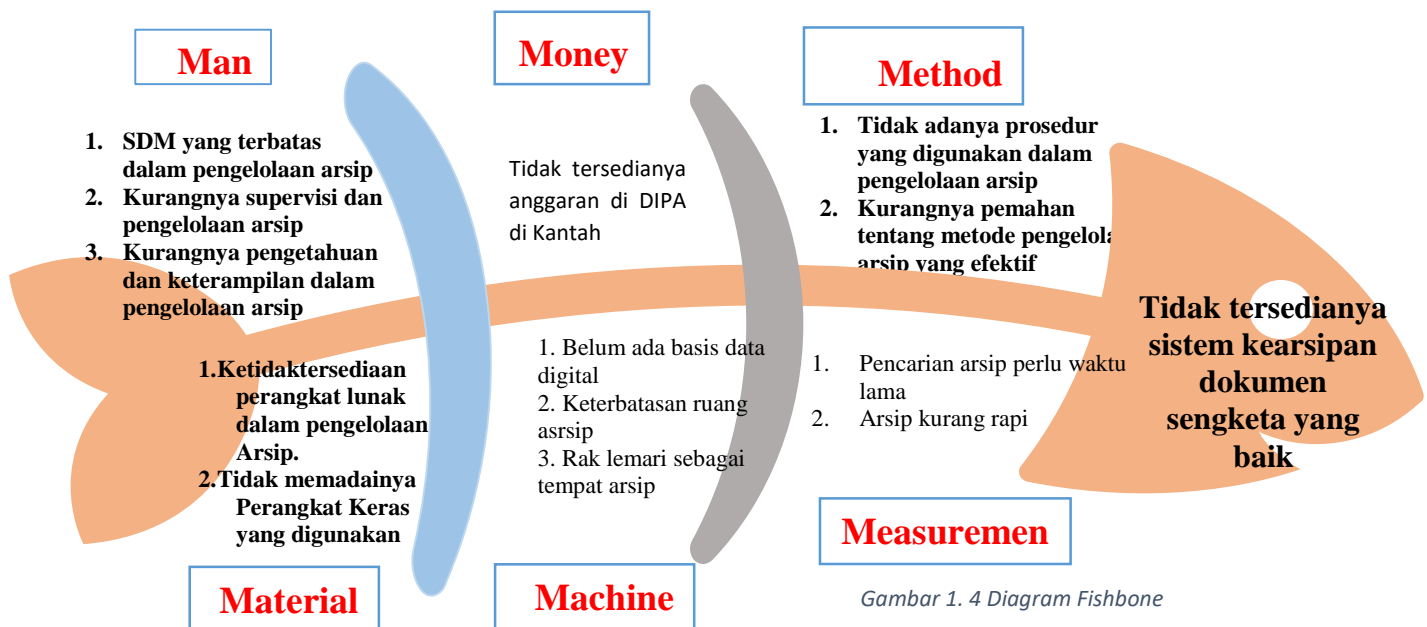 Man
1. SDM yang terbatas
dalam pengelolaan arsip
2. Kurangnya supervisi dan
pengelolaan arsip
3. Kurangnya pengetahuan
dan keterampilan dalam
pengelolaan arsip
Money
Tidak tersedianya
anggaran di DIPA
di Kantah
Method
1. Tidak adanya prosedur
yang digunakan dalam
pengelolaan arsip
2. Kurangnya pemahan
tentang metode pengelola
arsip yang efektif
1.Ketidaktersediaan
perangkat lunak
dalam pengelolaan
Arsip.
2.Tidak memadainya
Perangkat Keras
yang digunakan
Material
1. Belum ada basis data
digital
2. Keterbatasan ruang
asrsip
3. Rak lemari sebagai
tempat arsip
Machine
1. Pencarian arsip perlu waktu
lama
2. Arsip kurang rapi
Measuremen
Tidak tersedianya
sistem kearsipan
dokumen
sengketa yang
baik
Gambar 1. 4 Diagram Fishbone